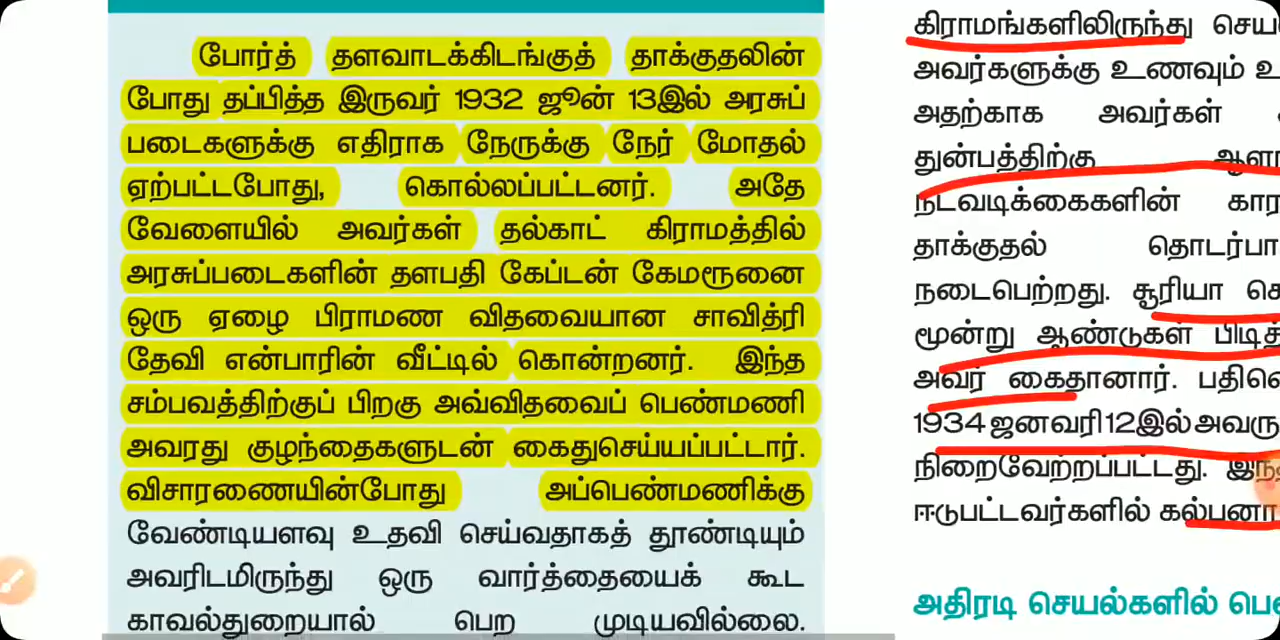 போர்த் தளவாடக்கிடங்குத் தாக்குதலின்
போது தப்பித்த இருவர் 1932 ஜூன் 13இல் அரசுப்
படைகளுக்கு எதிராக நேருக்கு நேர் மோதல்
ஏற்பட்டபோது, கொல்லப்பட்டனர். அதே
வேளையில் அவர்கள் தல்காட் கிராமத்தில்
அரசுப்படைகளின் தளபதி கேப்டன் கேமரூனை
ஒரு ஏழை பிராமண விதவையான சாவித்ரி
தேவி என்பாரின் வீட்டில் கொன்றனர். இந்த
சம்பவத்திற்குப் பிறகு அவ்விதவைப் பெண்மணி
அவரது குழந்தைகளுடன் கைதுசெய்யப்பட்டார்.
விசாரணையின்போது அப்பெண்மணிக்கு
வேண்டியளவு உதவி செய்வதாகத் தூண்டியும்
அவரிடமிருந்து ஒரு வார்த்தையைக் கூட
காவல்துறையால் பெற முடியவில்லை.
கிராமங்களிலிருந்து
அவர்களுக்கு உணவும்
அதற்காக அவர்கள்
துன்பத்திற்கு
நடவடிக்கைகளின்
தாக்குதல்
நடைபெற்றது. சூரியா
மூன்று ஆண்டுகள்
அவர் கைதானார்.
1934 ஜனவரி 12இல்
நிறைவேற்றப்பட்டது.
ஈடுபட்டவர்களில் கல்பனா
அதிரடி செயல்களில்